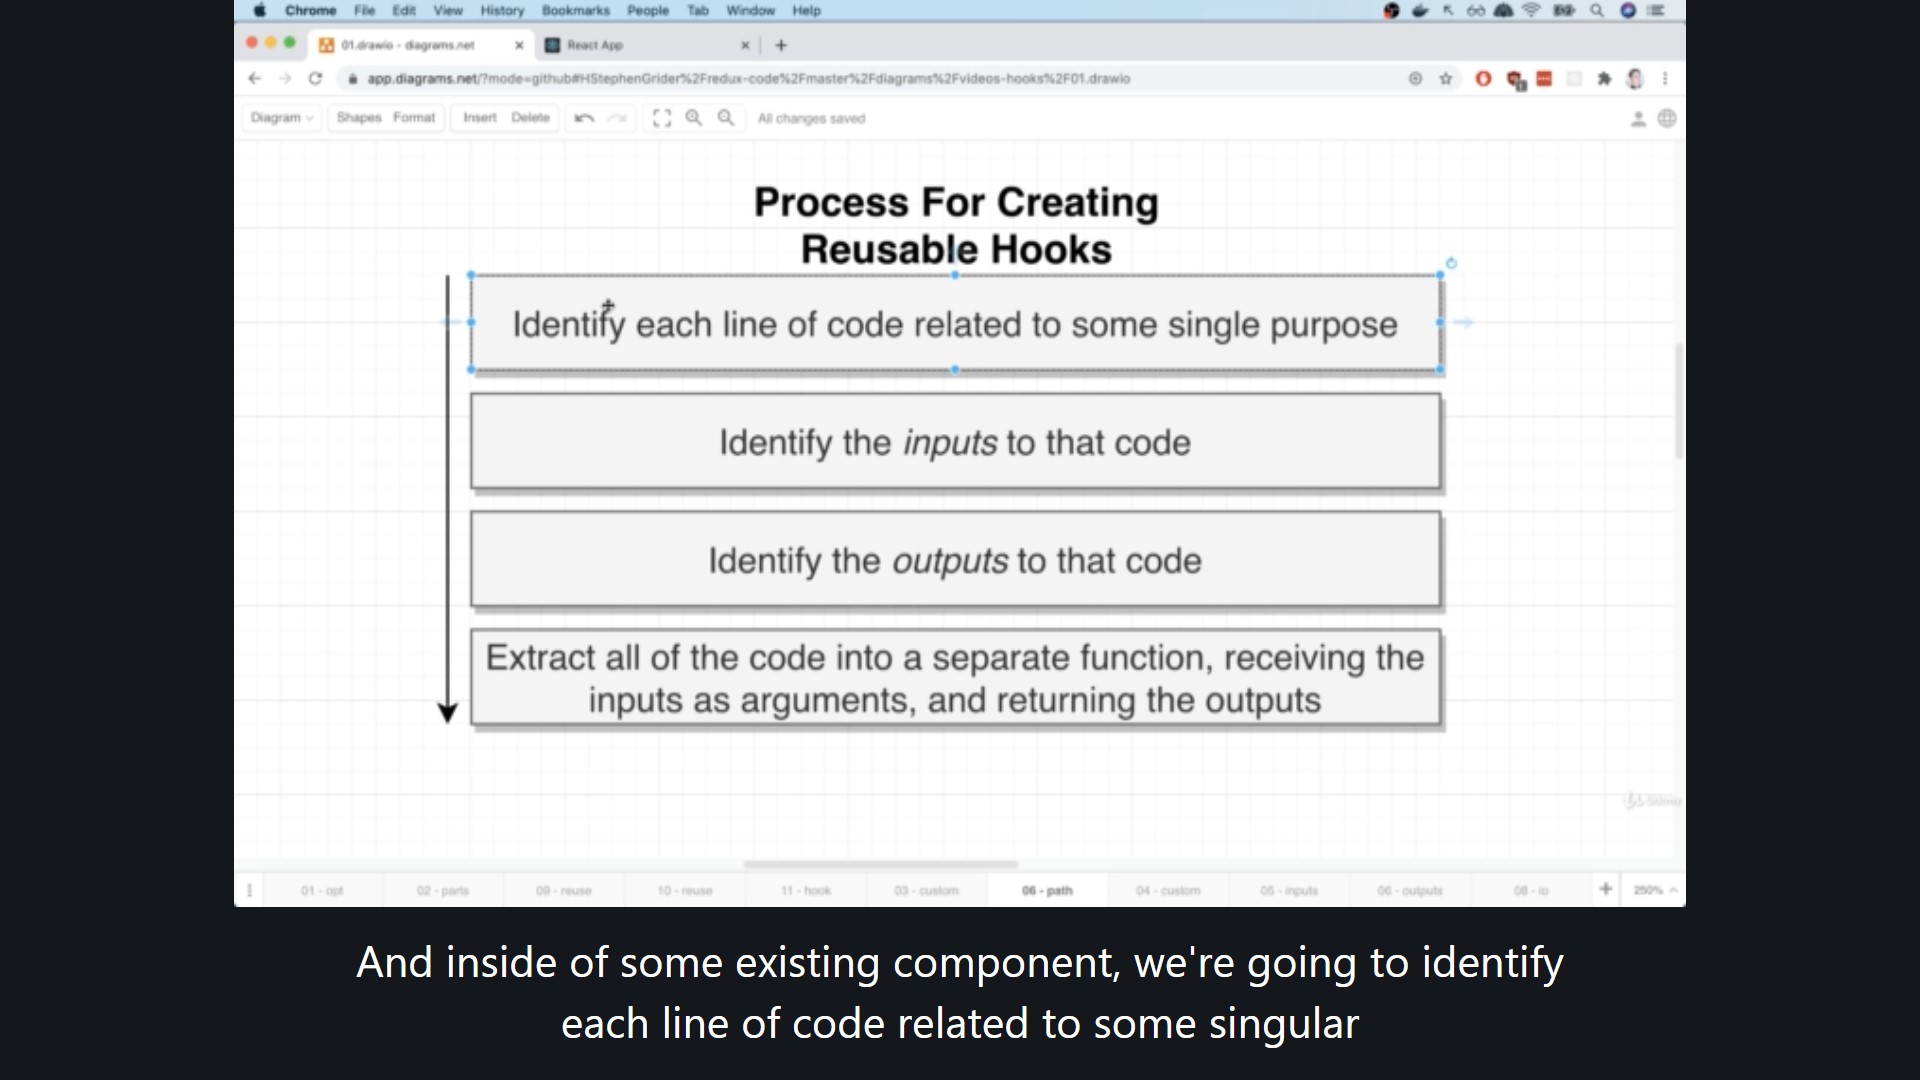 Chrome File Edit View History Bookmarks People Tab Window Help
01.drawio - diagrams.net
React App
app.diagrams.net/?mode=github#HStephenGrider%2Fredux-code%2Fmaster%2Fdiagrams%2Fvideos-hooks%2F01.drawio
Diagram Shapes Format Insert Delete All changes saved
Process For Creating
Reusable Hooks
Identify each line of code related to some single purpose
Identify the inputs to that code
Identify the outputs to that code
Extract all of the code into a separate function, receiving the
inputs as arguments, and returning the outputs
Udemy
01 - opt 02 - parts 09 - reuse 10 - reuse 11 - hook 03 - custom 06 - path 04 - custom 05 - inputs 06 - outputs 08 - io 250%
And inside of some existing component, we're going to identify
each line of code related to some singular